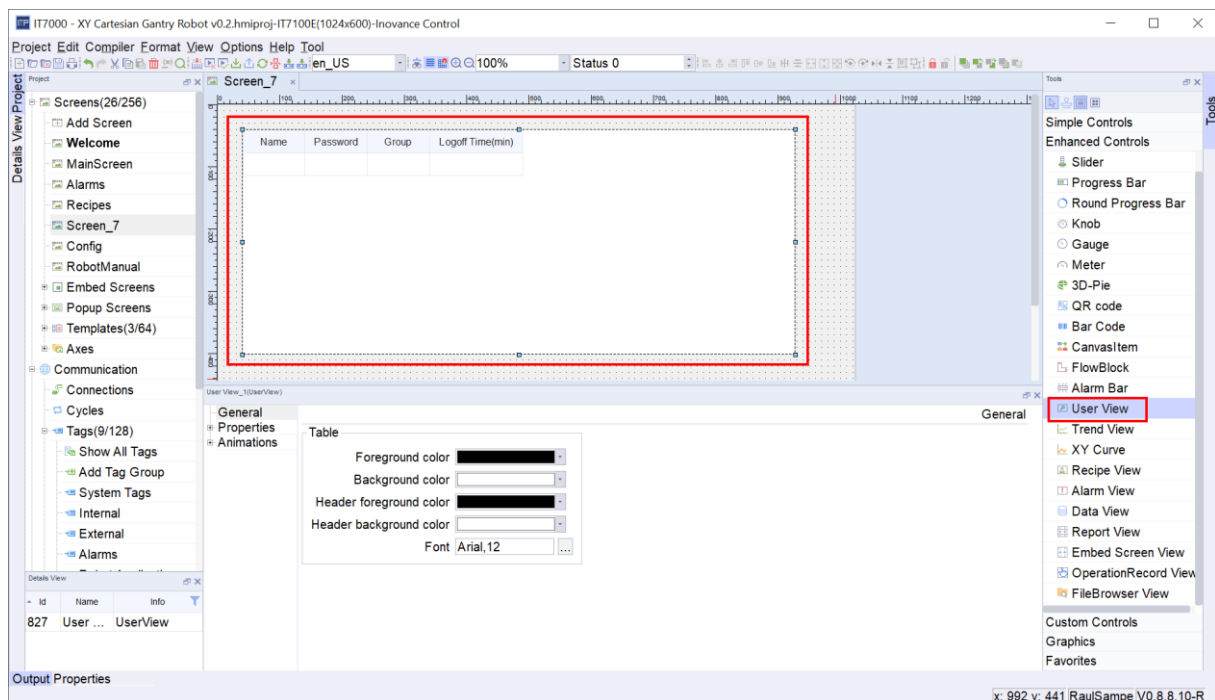 IT7000 - XY Cartesian Gantry Robot v0.2.hmiproj-IT7100E(1024x600)-Inovance Control
Project Edit Compiler Format View Options Help Tool
en_US 100% Status 0
Project
Screens(26/256)
Add Screen
Welcome
MainScreen
Alarms
Recipes
Screen_7
Config
RobotManual
Embed Screens
Popup Screens
Templates(3/64)
Axes
Communication
Connections
Cycles
Tags(9/128)
Show All Tags
Add Tag Group
System Tags
Internal
External
Alarms
Details View
Id Name Info
827 User ... UserView
Project
Details View
Screen_7
Name Password Group Logoff Time(min)
User View_1(UserView)
General
Properties
Animations
General
Table
Foreground color
Background color
Header foreground color
Header background color
Font Arial,12 ...
Tools
Simple Controls
Enhanced Controls
Slider
Progress Bar
Round Progress Bar
Knob
Gauge
Meter
3D-Pie
QR code
Bar Code
CanvasItem
FlowBlock
Alarm Bar
User View
Trend View
XY Curve
Recipe View
Alarm View
Data View
Report View
Embed Screen View
OperationRecord View
FileBrowser View
Custom Controls
Graphics
Favorites
Tools
Output Properties
x: 992 y: 441 RaulSampe V0.8.8.10-R